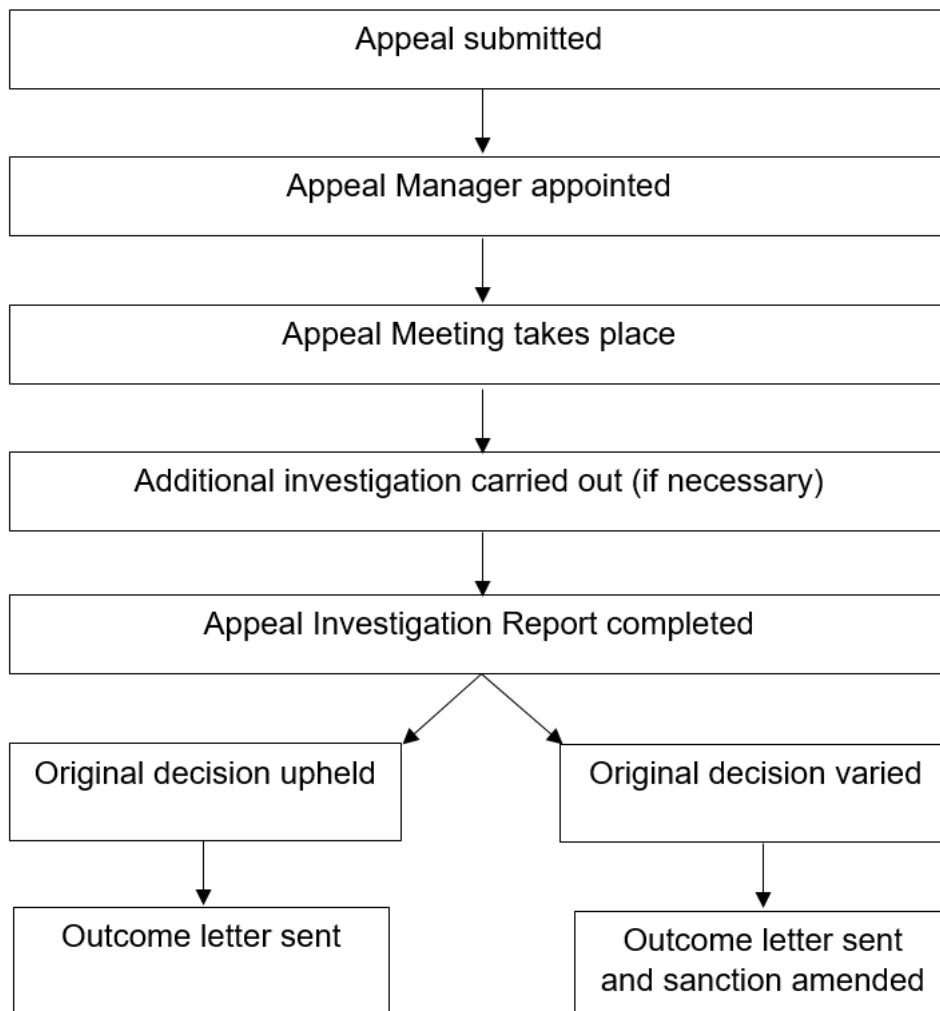 Appeal submitted
Appeal Manager appointed
Appeal Meeting takes place
Additional investigation carried out (if necessary)
Appeal Investigation Report completed
Original decision upheld
Original decision varied
Outcome letter sent
Outcome letter sent
and sanction amended